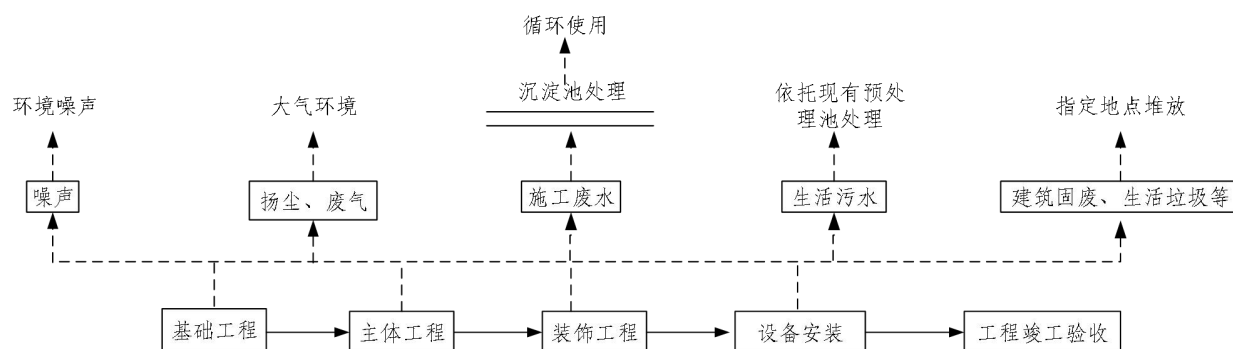 循环使用
环境噪声
大气环境
沉淀池处理
依托现有预处
理池处理
指定地点堆放
噪声
扬尘、废气
施工废水
生活污水
建筑固废、生活垃圾等
基础工程
主体工程
装饰工程
设备安装
工程竣工验收